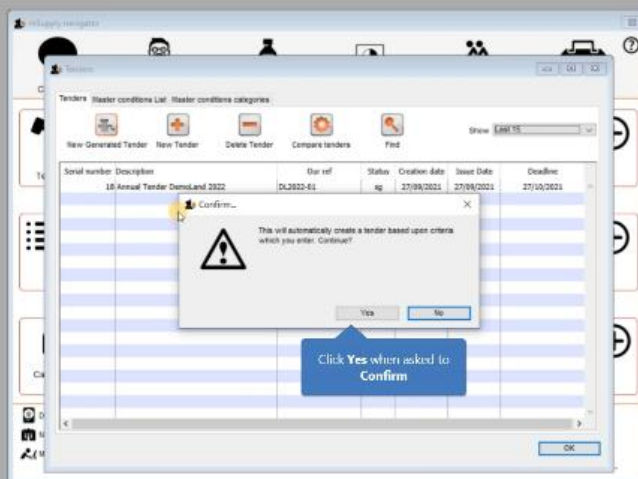 mSupply navigator
Tenders
Tenders Master conditions List Master conditions categories
New Generated Tender New Tender Delete Tender Compare tenders Find Show Last 15
Serial number Description Our ref Status Creation date Issue Date Deadline
18 Annual Tender DemoLand 2022 DL2022-01 sg 27/09/2021 27/09/2021 27/10/2021
Confirm...
This will automatically create a tender based upon criteria
which you enter. Continue?
Yes No
Click Yes when asked to
Confirm
OK